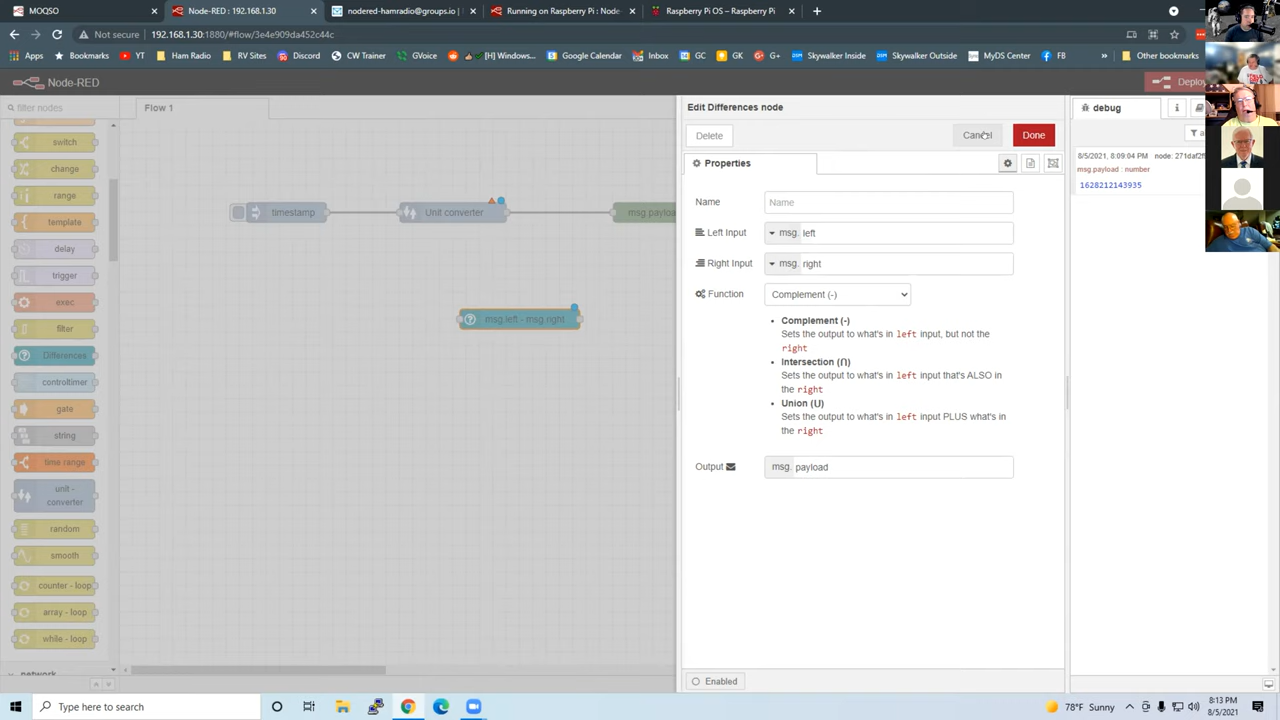 MOQSO
Node-RED: 192.168.1.30
nodered-hamradio@groups.io |
Running on Raspberry Pi : Node-
Raspberry Pi OS – Raspberry Pi
Not secure
192.168.1.30:1880/#flow/3e4e909da452c44c
Apps
Bookmarks
YT
Ham Radio
RV Sites
Discord
CW Trainer
GVoice
Reddit
[H] Windows...
Google Calendar
Inbox
GC
GK
G+
Skywalker Inside
Skywalker Outside
MyDS Center
FB
Other bookmarks
Node-RED
Deploy
filter nodes
Flow 1
Edit Differences node
debug
Delete
Cancel
Done
Properties
switch
change
range
template
delay
trigger
exec
filter
Differences
controltimer
gate
string
time range
unit -
converter
random
smooth
counter - loop
array - loop
while - loop
network
timestamp
Unit converter
msg.payloa
msg.left - msg.right
Name
Name
Left Input
msg. left
Right Input
msg. right
Function
Complement (-)
Complement (-)
Sets the output to what's in left input, but not the
right
Intersection (∩)
Sets the output to what's in left input that's ALSO in
the right
Union (U)
Sets the output to what's in left input PLUS what's in
the right
Output
msg. payload
Enabled
8/5/2021, 8:09:04 PM node: 271daf2f
msg.payload : number
1628212143935
Type here to search
78°F Sunny
8:13 PM
8/5/2021